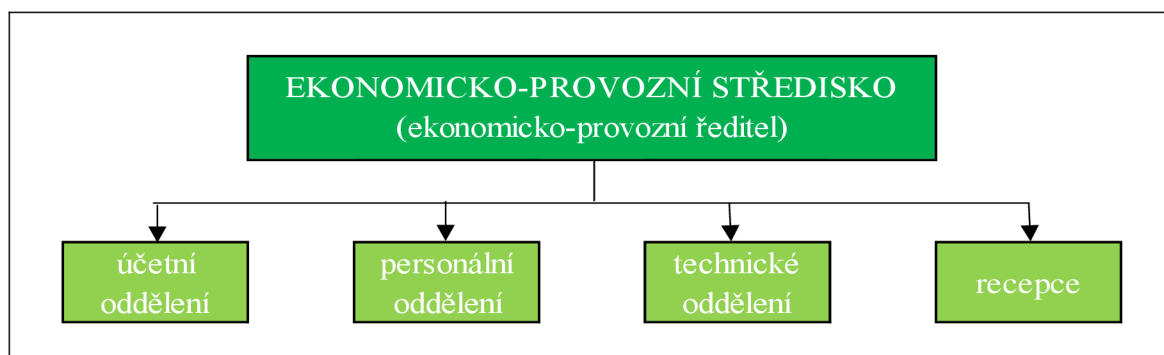 EKONOMICKO-PROVOZNÍ STŘEDISKO
(ekonomicko-provozní ředitel)
účetní
oddělení
personální
oddělení
technické
oddělení
recepce